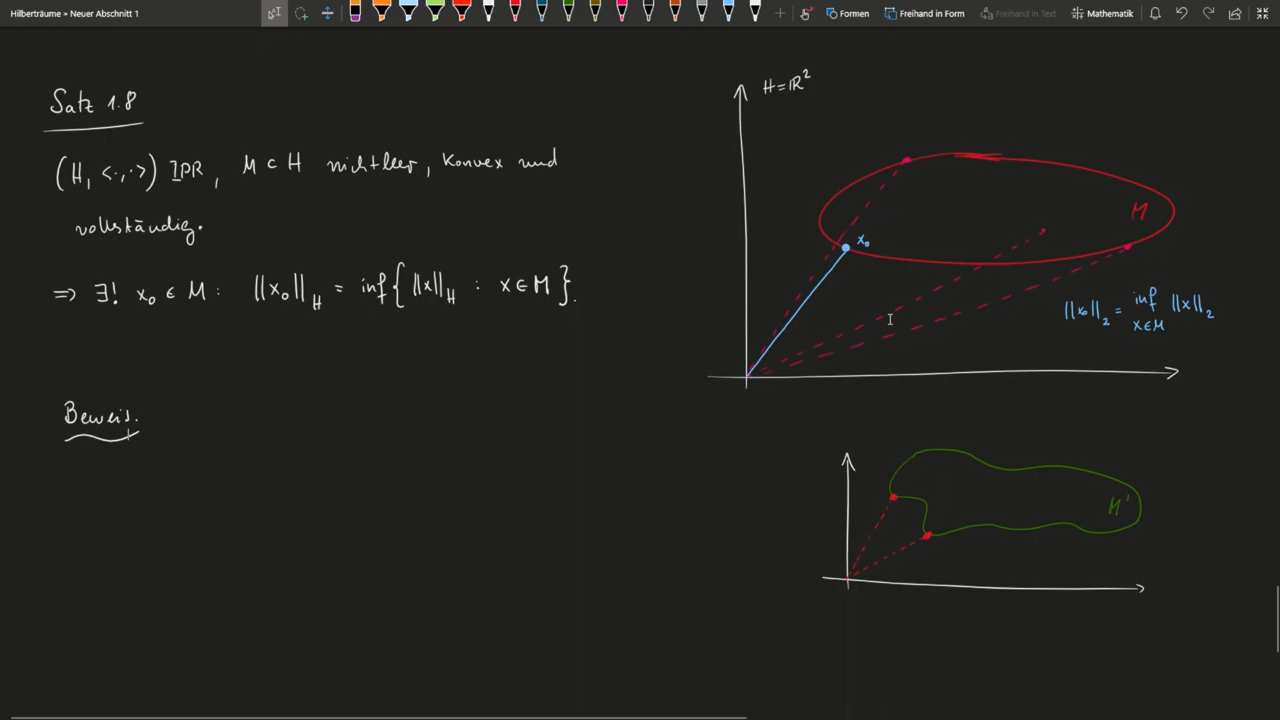 Hilberträume » Neuer Abschnitt 1
Formen
Freihand in Form
Freihand in Text
Mathematik
Satz 1.8
(H, <·,·>) IPR, M ⊂ H nichtleer, konvex und
vollständig.
⇒ ∃! x₀ ∈ M: ||x₀||_H = inf{||x||_H : x ∈ M}.
Beweis.
H = ℝ²
M
x₀
||x₀||₂ = inf ||x||₂
x∈M
M'